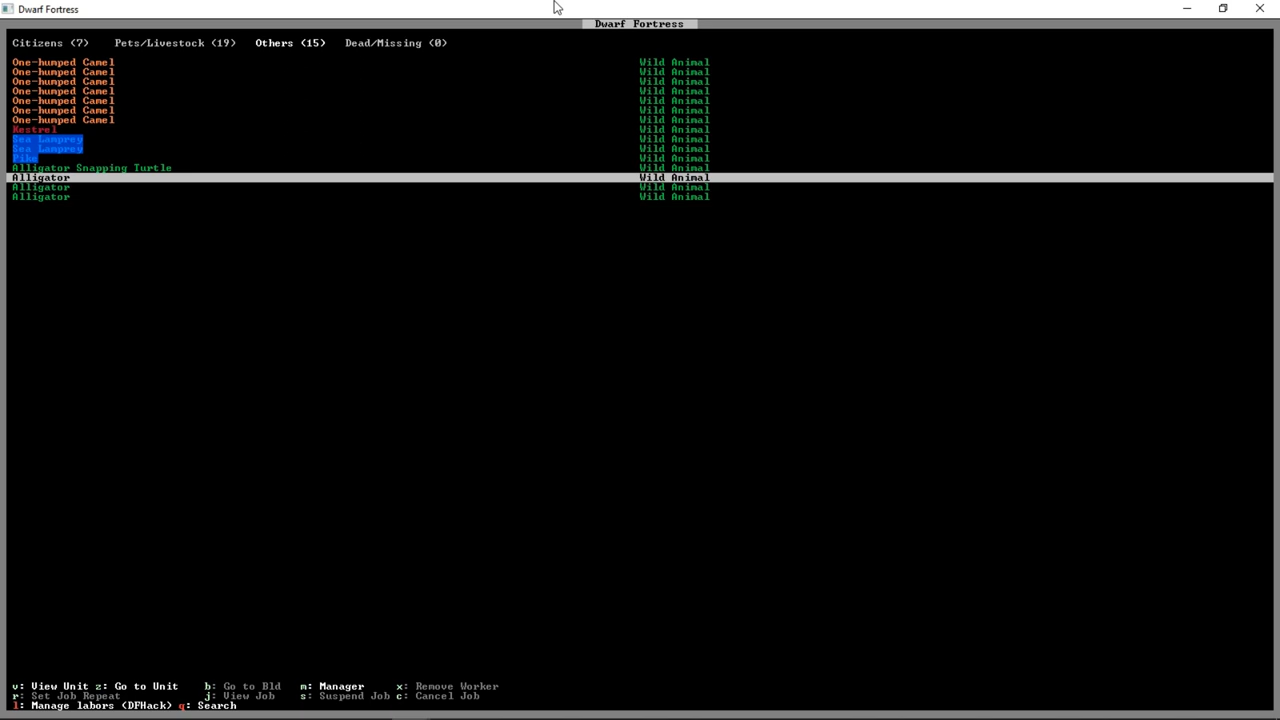 Dwarf Fortress
Dwarf Fortress
Citizens (7) Pets/Livestock (19) Others (15) Dead/Missing (0)
One-humped Camel Wild Animal
One-humped Camel Wild Animal
One-humped Camel Wild Animal
One-humped Camel Wild Animal
One-humped Camel Wild Animal
One-humped Camel Wild Animal
One-humped Camel Wild Animal
Kestrel Wild Animal
Sea Lamprey Wild Animal
Sea Lamprey Wild Animal
Pike Wild Animal
Alligator Snapping Turtle Wild Animal
Alligator Wild Animal
Alligator Wild Animal
Alligator Wild Animal
v: View Unit z: Go to Unit b: Go to Bld m: Manager x: Remove Worker
r: Set Job Repeat j: View Job s: Suspend Job c: Cancel Job
l: Manage labors (DFHack) q: Search